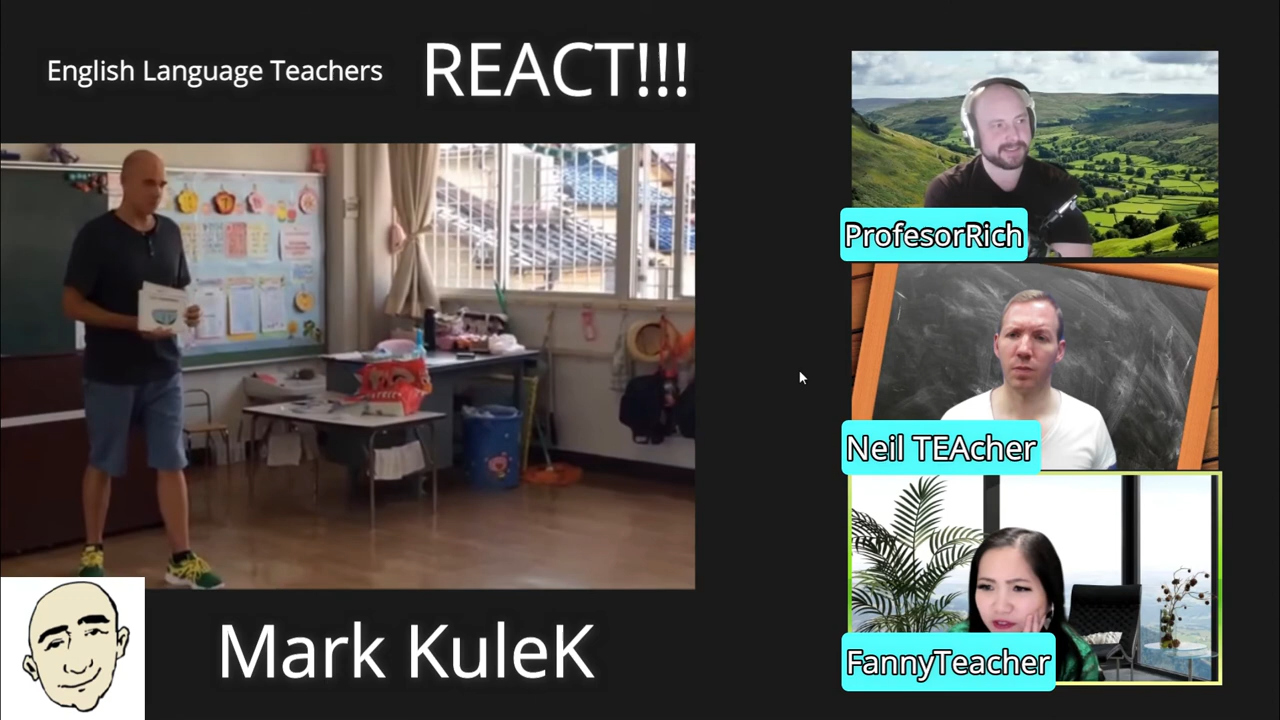 English Language Teachers
REACT!!!
ProfesorRich
Neil TEAcher
FannyTeacher
Mark KuleK